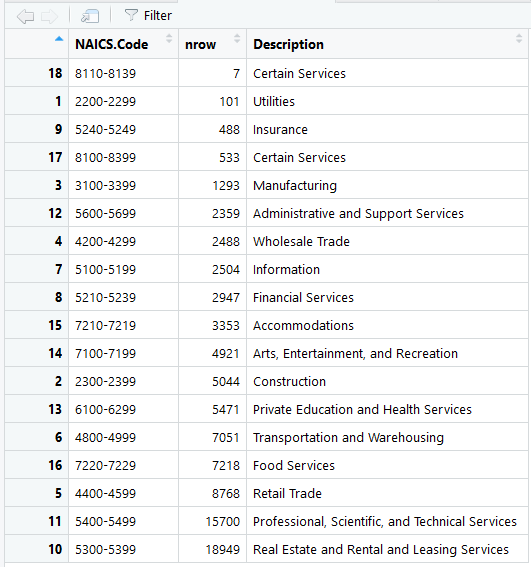 Filter
NAICS.Code nrow Description
18 8110-8139 7 Certain Services
1 2200-2299 101 Utilities
9 5240-5249 488 Insurance
17 8100-8399 533 Certain Services
3 3100-3399 1293 Manufacturing
12 5600-5699 2359 Administrative and Support Services
4 4200-4299 2488 Wholesale Trade
7 5100-5199 2504 Information
8 5210-5239 2947 Financial Services
15 7210-7219 3353 Accommodations
14 7100-7199 4921 Arts, Entertainment, and Recreation
2 2300-2399 5044 Construction
13 6100-6299 5471 Private Education and Health Services
6 4800-4999 7051 Transportation and Warehousing
16 7220-7229 7218 Food Services
5 4400-4599 8768 Retail Trade
11 5400-5499 15700 Professional, Scientific, and Technical Services
10 5300-5399 18949 Real Estate and Rental and Leasing Services